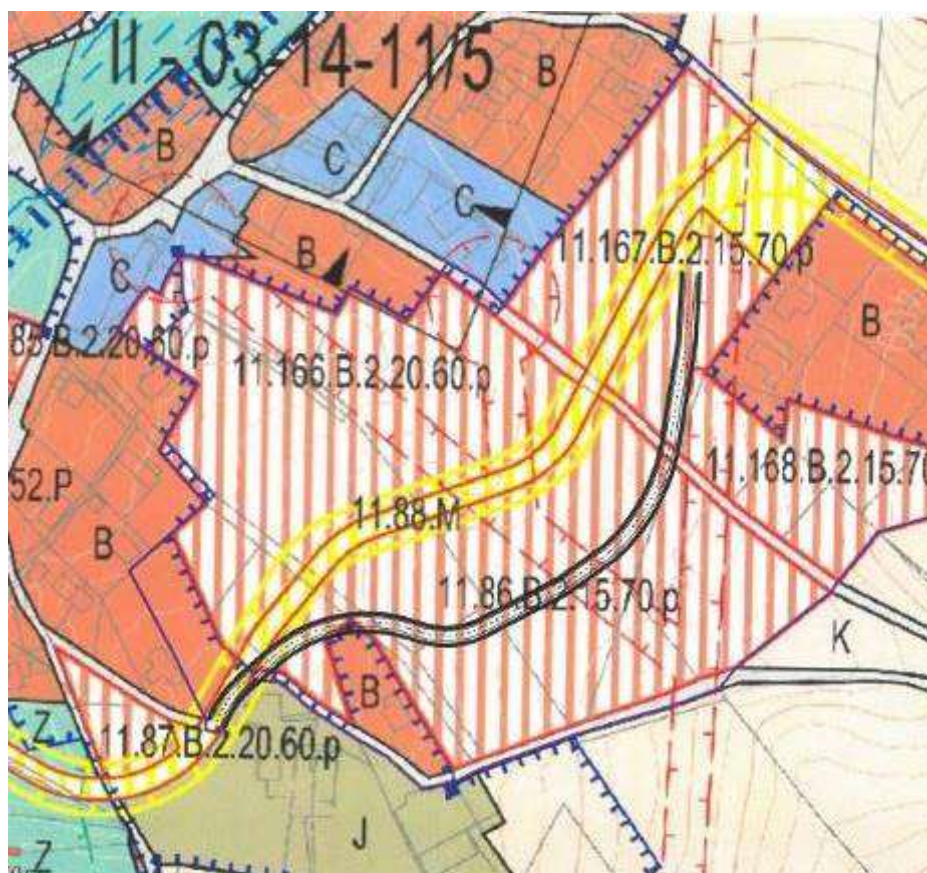 II - 03-14-11/5
B
B
C
C
B
C
11.167.B.2.15.70.p
B
85.B.2.20.60.p
11.166.B.2.20.60.p
52.P
11.168.B.2.15.70
11.88.M
B
11.86.B.2.15.70.p
K
B
Z
11.87.B.2.20.60.p
J
Z